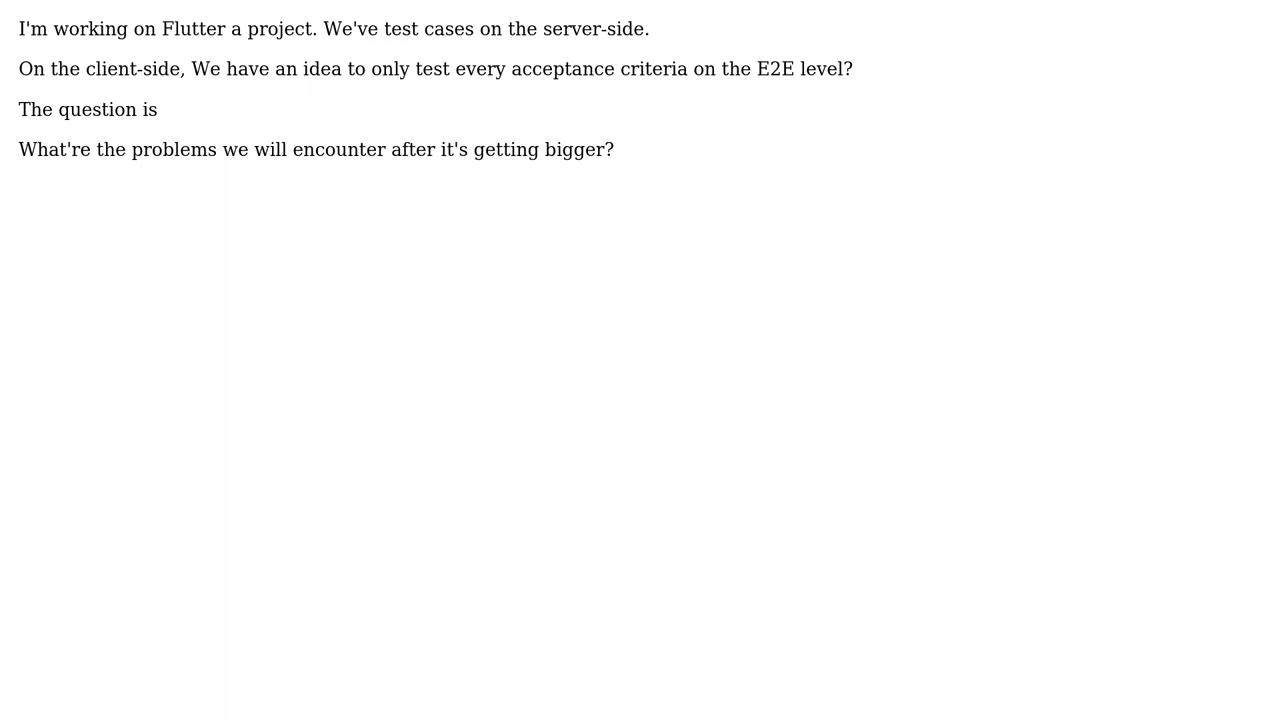 I'm working on Flutter a project. We've test cases on the server-side.
On the client-side, We have an idea to only test every acceptance criteria on the E2E level?
The question is
What're the problems we will encounter after it's getting bigger?